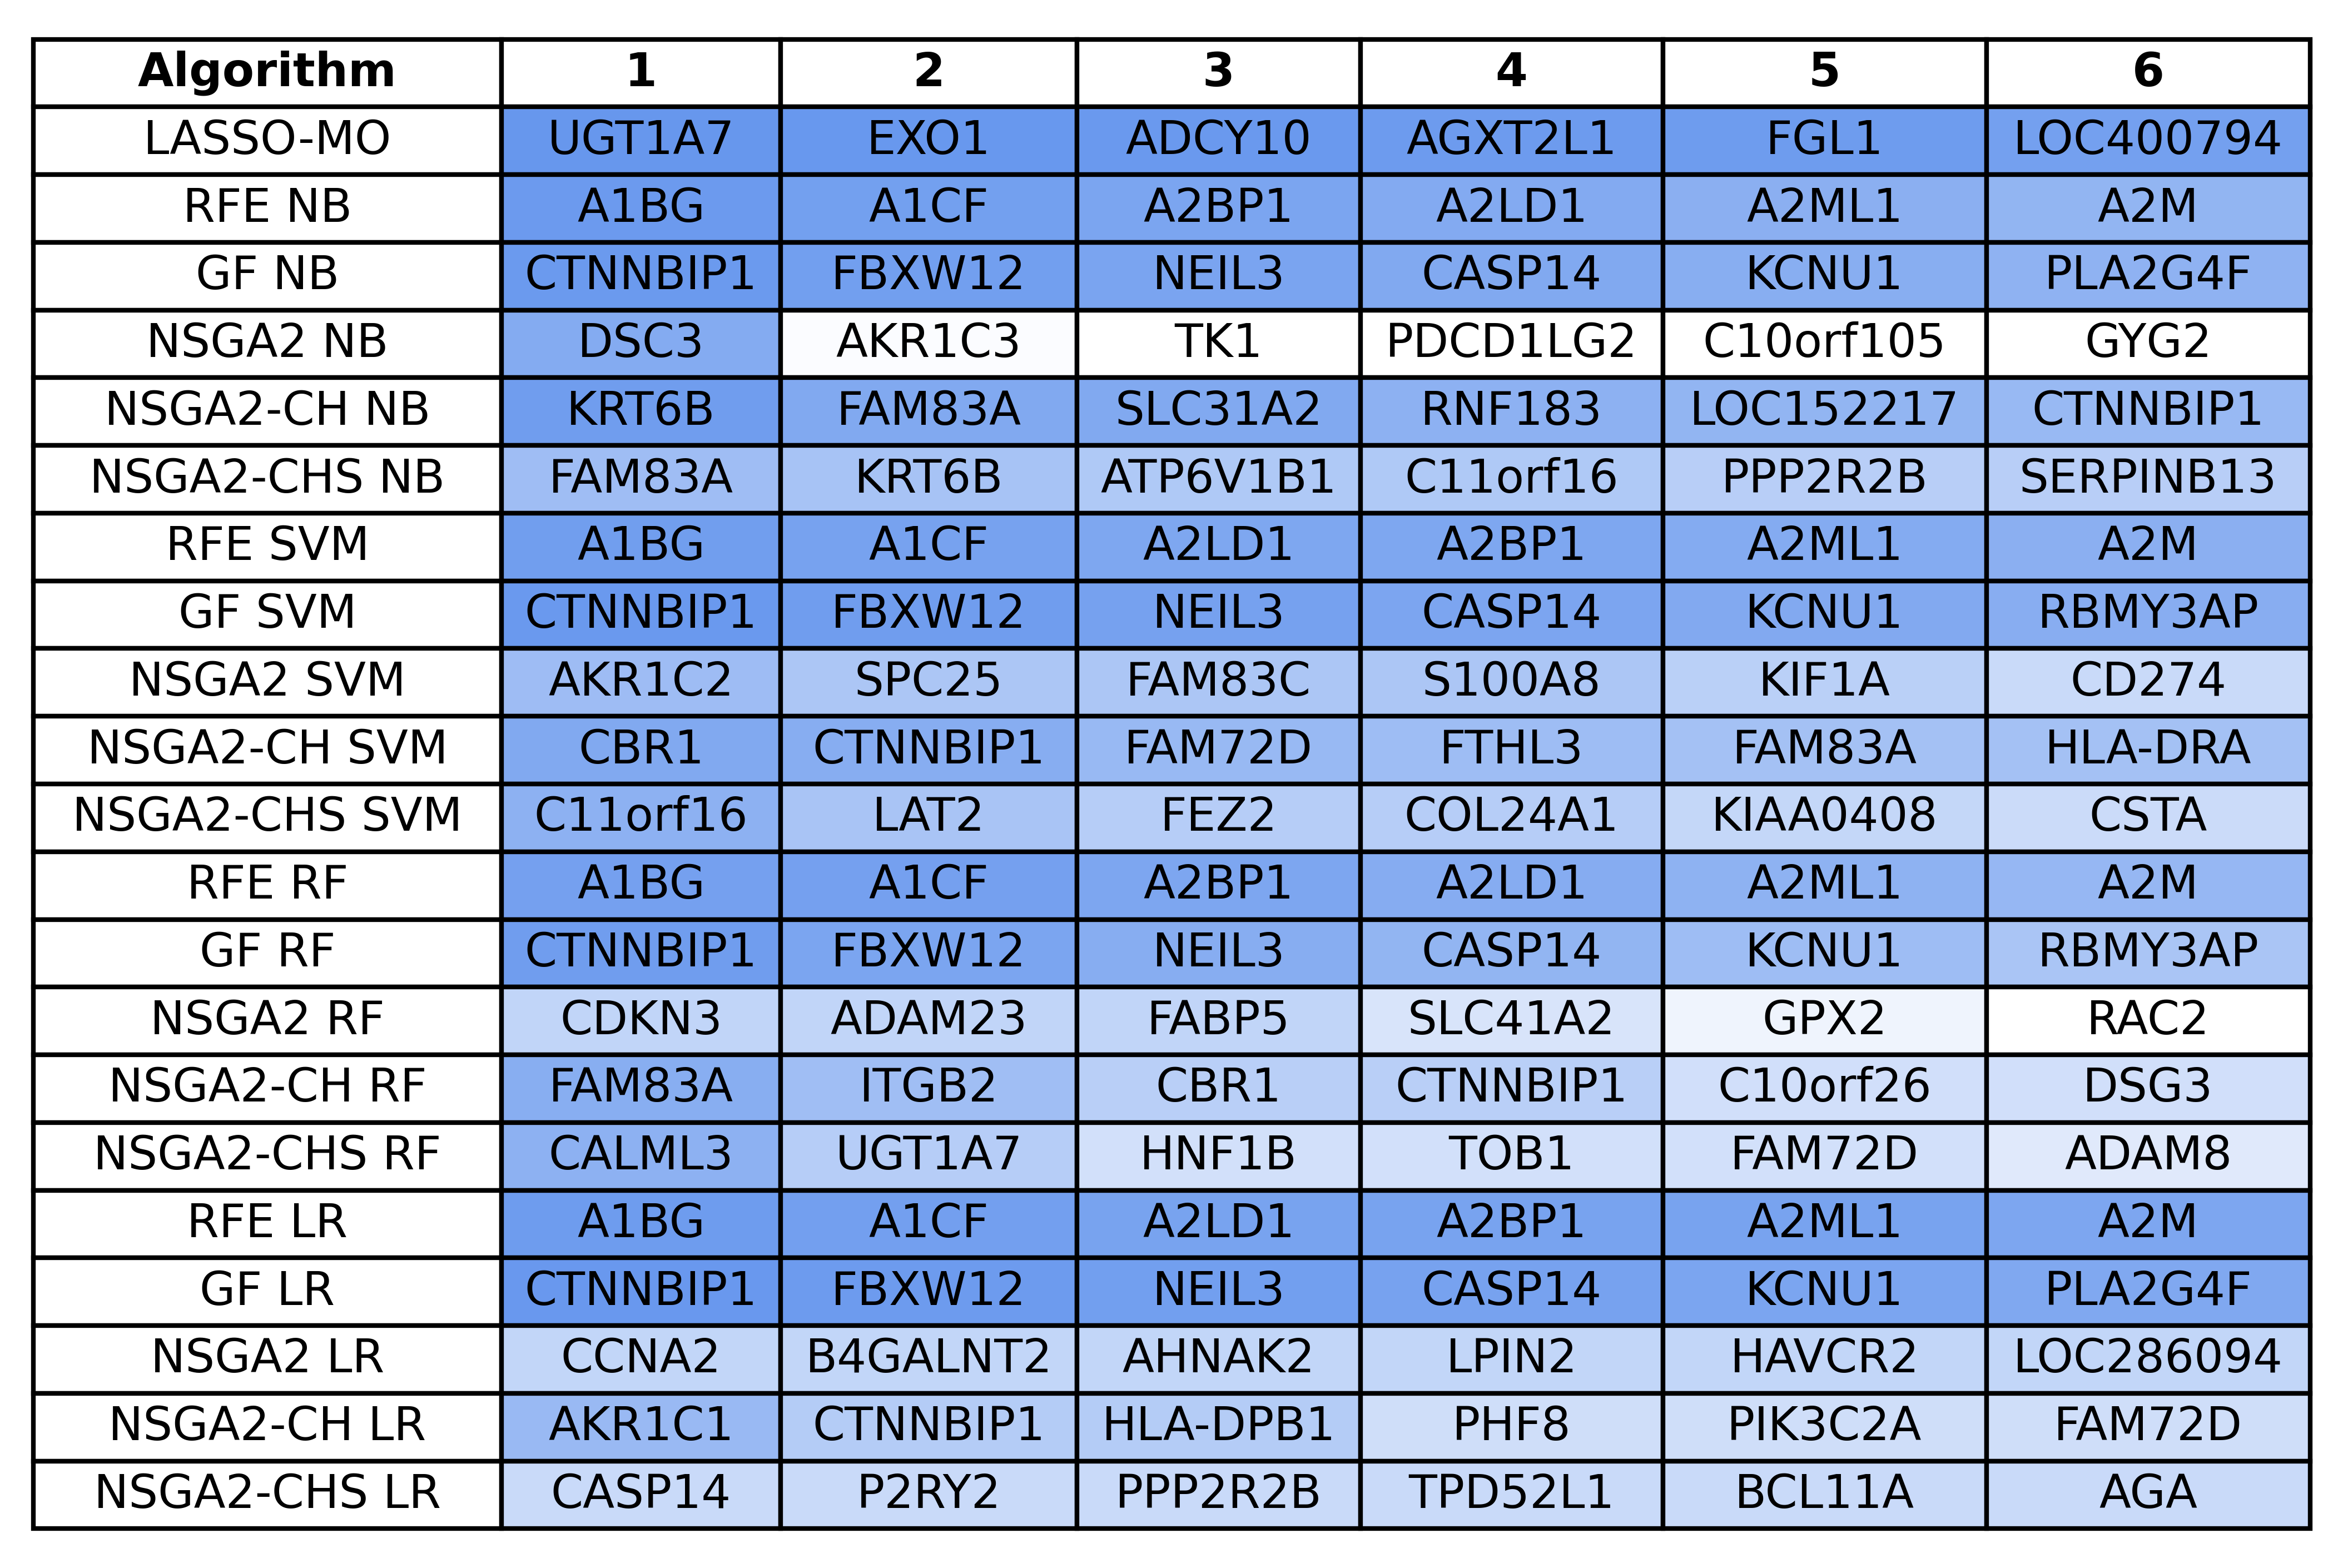 Algorithm 1 2 3 4 5 6
LASSO-MO UGT1A7 EXO1 ADCY10 AGXT2L1 FGL1 LOC400794
RFE NB A1BG A1CF A2BP1 A2LD1 A2ML1 A2M
GF NB CTNNBIP1 FBXW12 NEIL3 CASP14 KCNU1 PLA2G4F
NSGA2 NB DSC3 AKR1C3 TK1 PDCD1LG2 C10orf105 GYG2
NSGA2-CH NB KRT6B FAM83A SLC31A2 RNF183 LOC152217 CTNNBIP1
NSGA2-CHS NB FAM83A KRT6B ATP6V1B1 C11orf16 PPP2R2B SERPINB13
RFE SVM A1BG A1CF A2LD1 A2BP1 A2ML1 A2M
GF SVM CTNNBIP1 FBXW12 NEIL3 CASP14 KCNU1 RBMY3AP
NSGA2 SVM AKR1C2 SPC25 FAM83C S100A8 KIF1A CD274
NSGA2-CH SVM CBR1 CTNNBIP1 FAM72D FTHL3 FAM83A HLA-DRA
NSGA2-CHS SVM C11orf16 LAT2 FEZ2 COL24A1 KIAA0408 CSTA
RFE RF A1BG A1CF A2BP1 A2LD1 A2ML1 A2M
GF RF CTNNBIP1 FBXW12 NEIL3 CASP14 KCNU1 RBMY3AP
NSGA2 RF CDKN3 ADAM23 FABP5 SLC41A2 GPX2 RAC2
NSGA2-CH RF FAM83A ITGB2 CBR1 CTNNBIP1 C10orf26 DSG3
NSGA2-CHS RF CALML3 UGT1A7 HNF1B TOB1 FAM72D ADAM8
RFE LR A1BG A1CF A2LD1 A2BP1 A2ML1 A2M
GF LR CTNNBIP1 FBXW12 NEIL3 CASP14 KCNU1 PLA2G4F
NSGA2 LR CCNA2 B4GALNT2 AHNAK2 LPIN2 HAVCR2 LOC286094
NSGA2-CH LR AKR1C1 CTNNBIP1 HLA-DPB1 PHF8 PIK3C2A FAM72D
NSGA2-CHS LR CASP14 P2RY2 PPP2R2B TPD52L1 BCL11A AGA